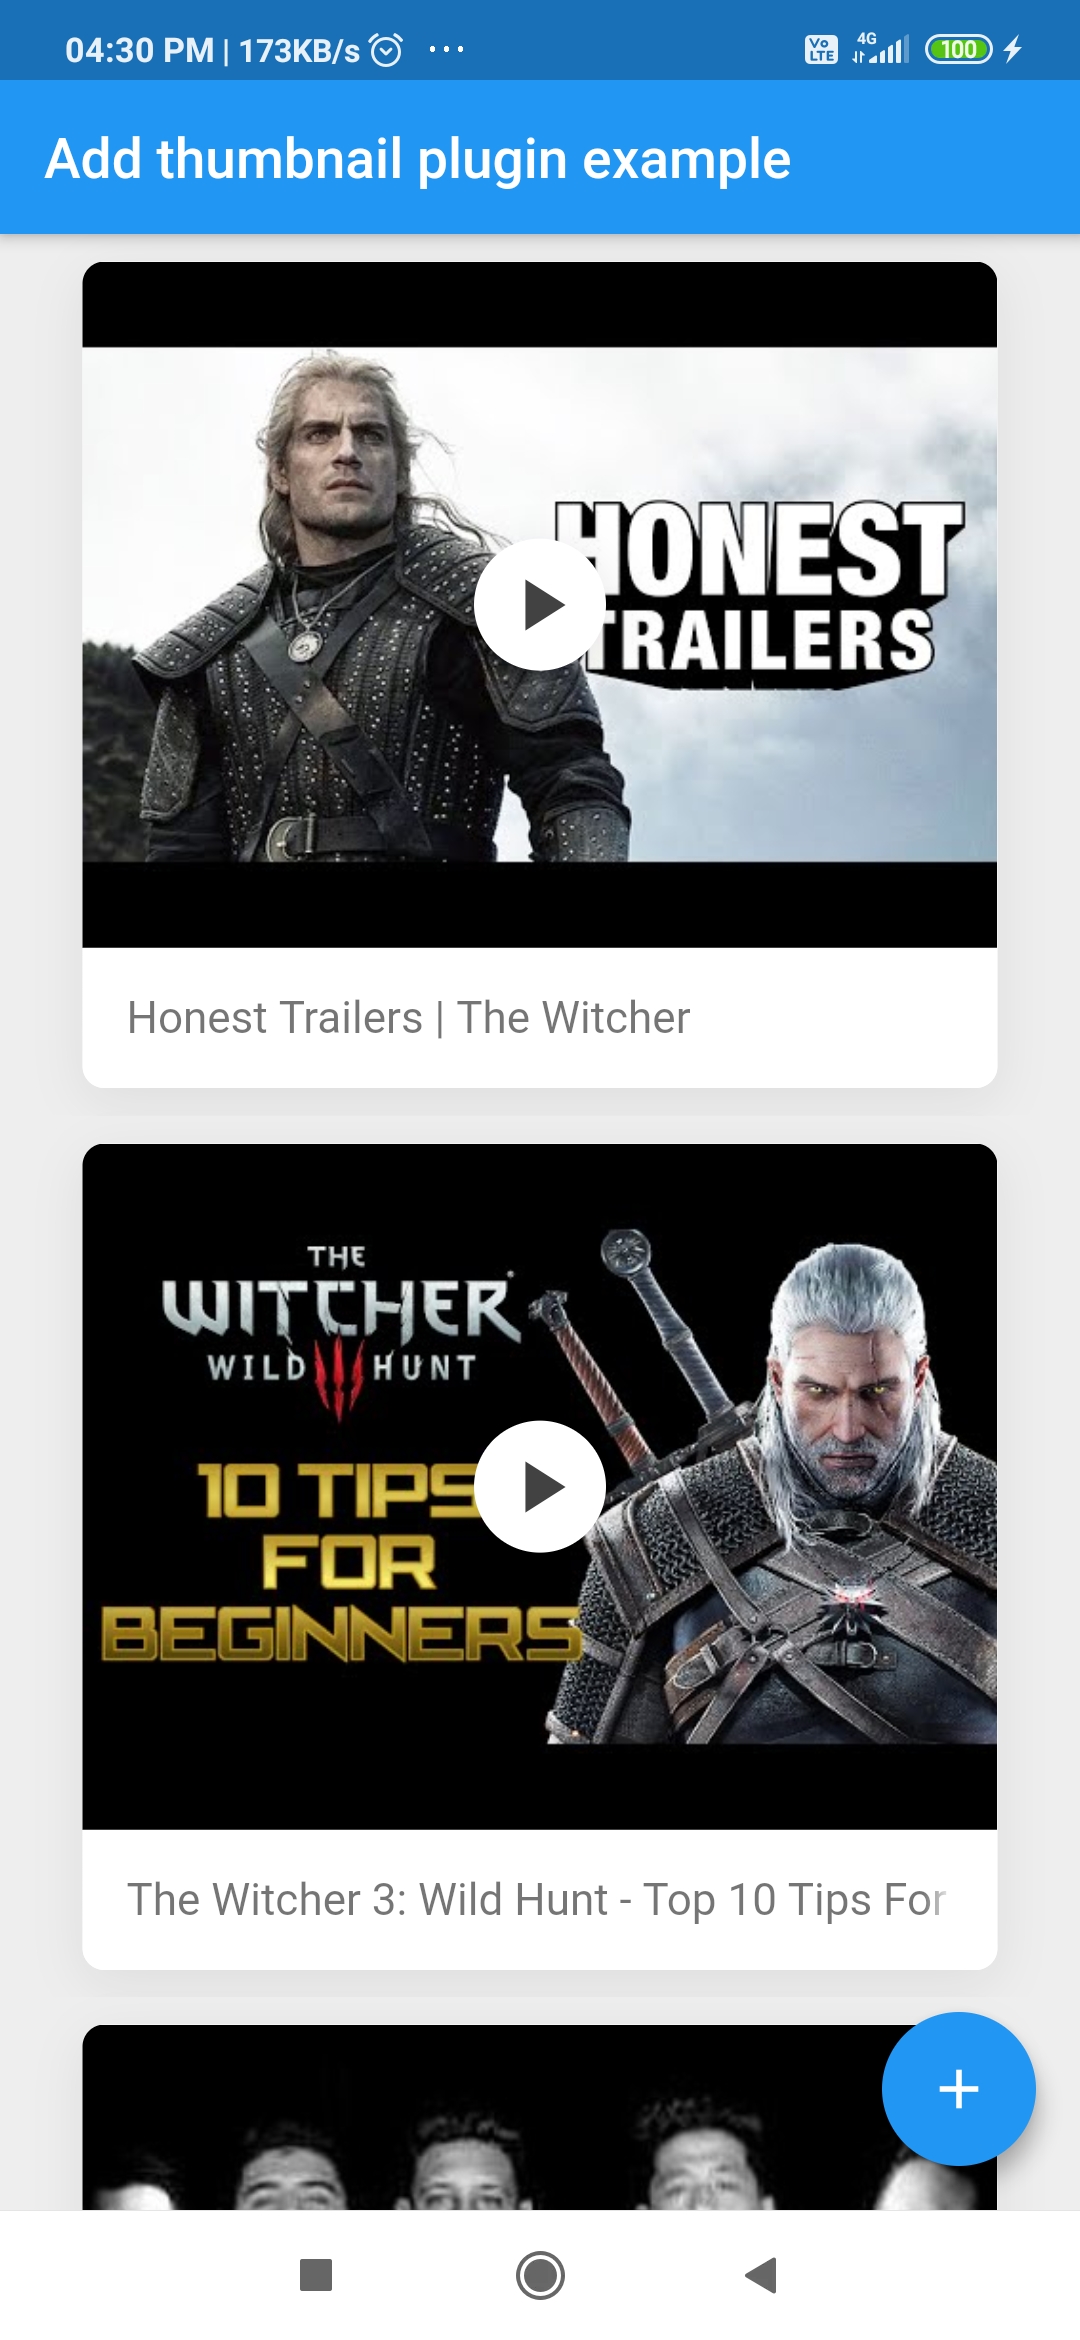 04:30 PM | 173KB/s
Vo LTE
4G
100
Add thumbnail plugin example
HONEST
TRAILERS
Honest Trailers | The Witcher
THE
WITCHER
WILD HUNT
10 TIPS
FOR
BEGINNERS
The Witcher 3: Wild Hunt - Top 10 Tips For